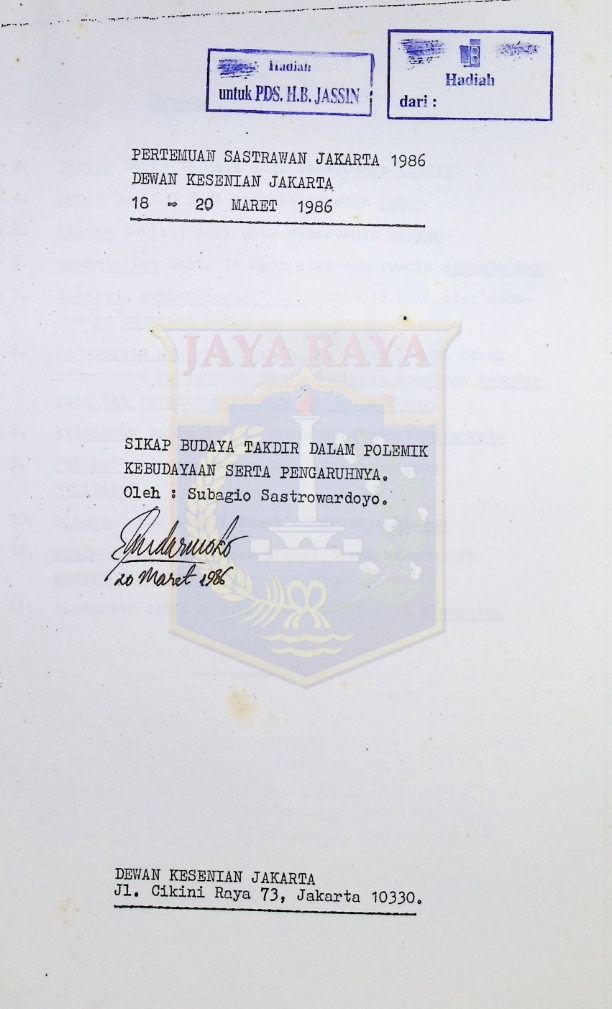 Hadiah
untuk PDS. H.B. JASSIN
Hadiah
dari :
PERTEMUAN SASTRAWAN JAKARTA 1986
DEWAN KESENIAN JAKARTA
18 - 20 MARET 1986
JAYA RAYA
SIKAP BUDAYA TAKDIR DALAM POLEMIK
KEBUDAYAAN SERTA PENGARUHNYA.
Oleh : Subagio Sastrowardoyo.
20 Maret 1986
DEWAN KESENIAN JAKARTA
Jl. Cikini Raya 73, Jakarta 10330.